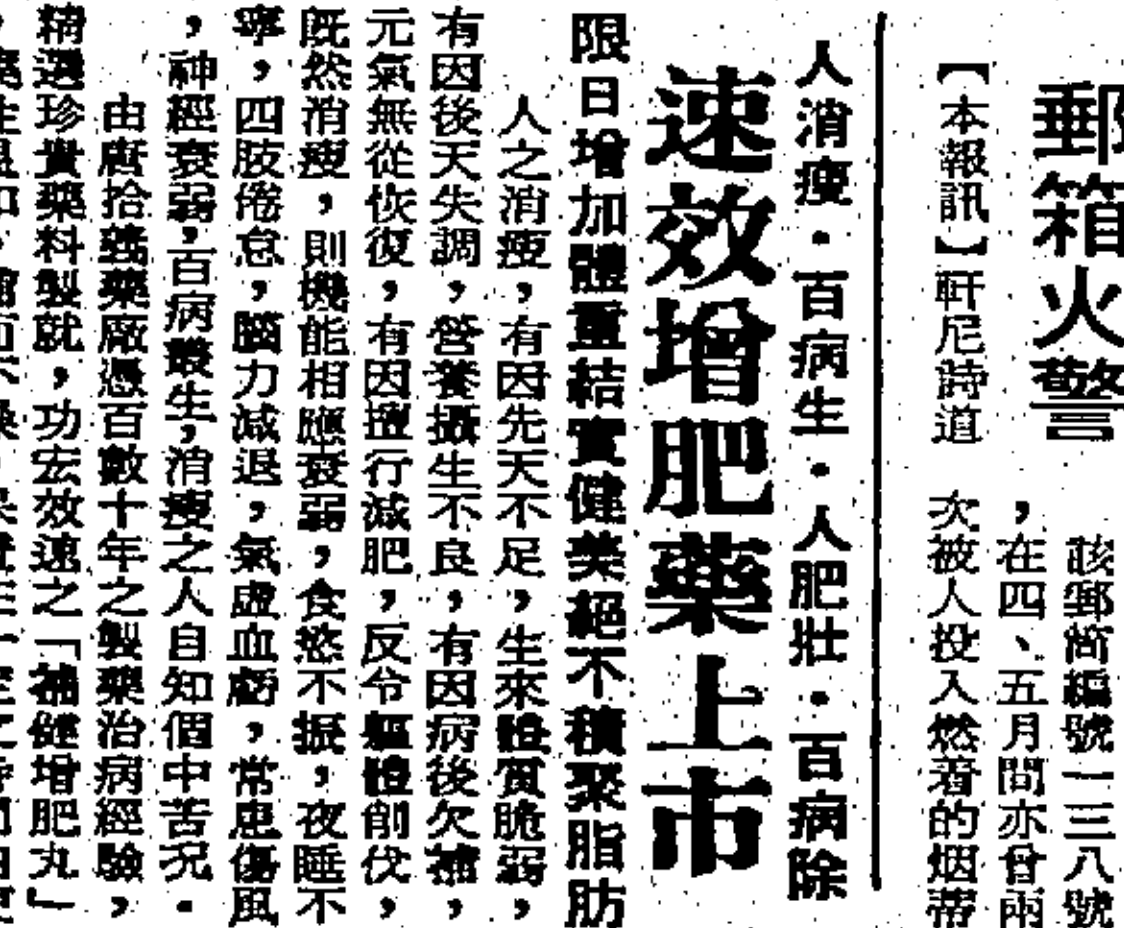 郵箱火警
【本報訊】軒尼詩道
該郵筒編號一三八號
，在四、五月間亦曾兩
次被人投入燃着的烟蒂
人消瘦・百病生・人肥壯・百病除
速效增肥藥上市
限日增加體重結實健美絕不積聚脂肪
人之消瘦，有因先天不足，生來體質脆弱，
有因後天失調，營養攝生不良，有因病後欠補，
元氣無從恢復，有因擅行減肥，反令軀體創伐，
既然消瘦，則機能相應衰弱，食慾不振，夜睡不
寧，四肢倦怠，腦力減退，氣虛血虧，常患傷風
，神經衰弱，百病叢生，消瘦之人自知個中苦況。
由唐拾義藥廠憑百數十年之製藥治病經驗，
精選珍貴藥料製就，功宏效速之「補健增肥丸」